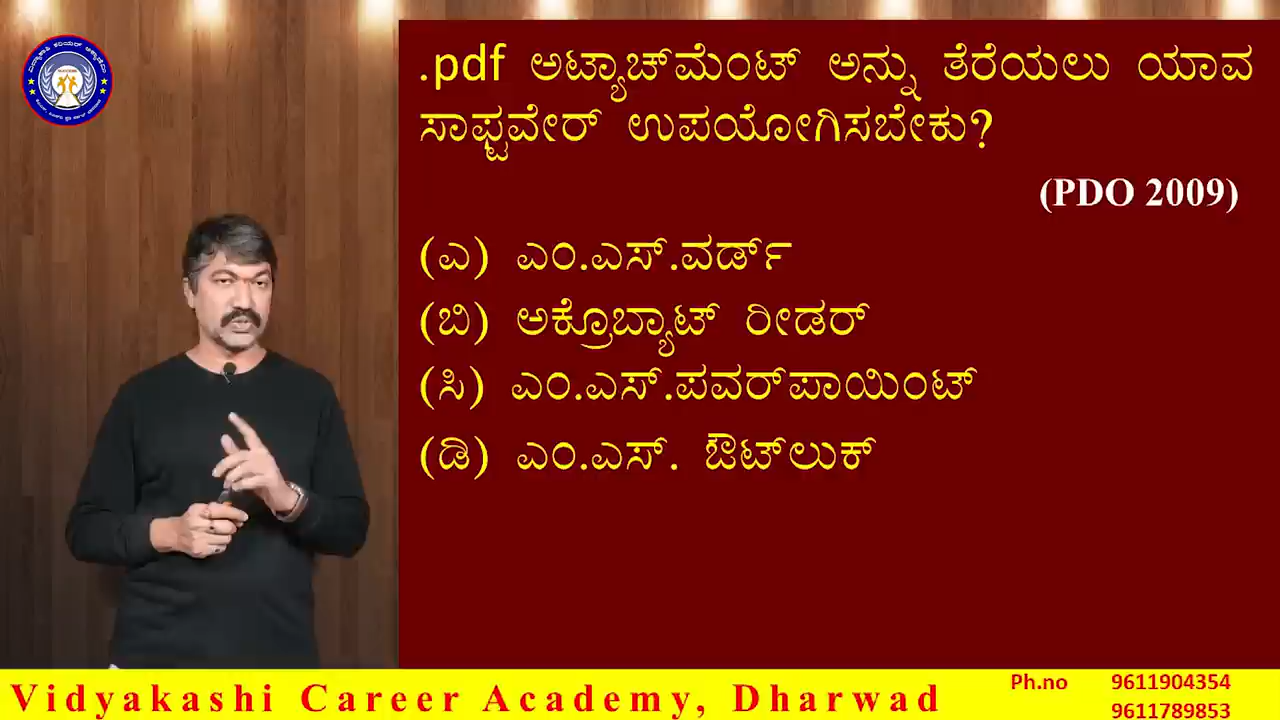 .pdf ಅಟ್ಯಾಚ್‌ಮೆಂಟ್ ಅನ್ನು ತೆರೆಯಲು ಯಾವ
ಸಾಫ್ಟವೇರ್ ಉಪಯೋಗಿಸಬೇಕು?
(PDO 2009)
(ಎ) ಎಂ.ಎಸ್.ವರ್ಡ್
(ಬಿ) ಅಕ್ರೊಬ್ಯಾಟ್ ರೀಡರ್
(ಸಿ) ಎಂ.ಎಸ್.ಪವರ್‌ಪಾಯಿಂಟ್
(ಡಿ) ಎಂ.ಎಸ್. ಔಟ್‌ಲುಕ್
Vidyakashi Career Academy, Dharwad
Ph.no 9611904354
9611789853